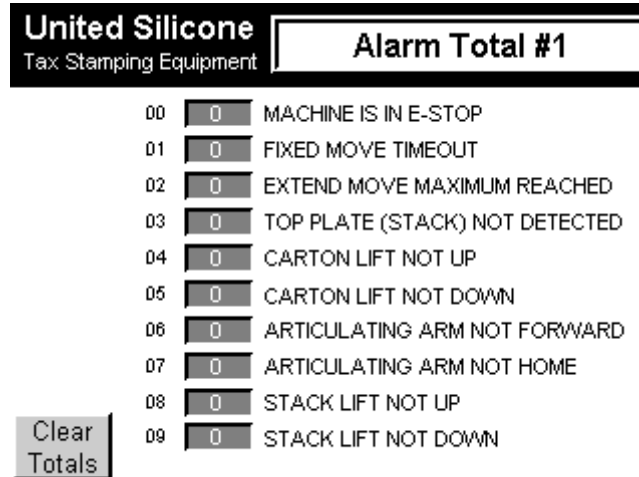 United Silicone
Tax Stamping Equipment
Alarm Total #1
00 0 MACHINE IS IN E-STOP
01 0 FIXED MOVE TIMEOUT
02 0 EXTEND MOVE MAXIMUM REACHED
03 0 TOP PLATE (STACK) NOT DETECTED
04 0 CARTON LIFT NOT UP
05 0 CARTON LIFT NOT DOWN
06 0 ARTICULATING ARM NOT FORWARD
07 0 ARTICULATING ARM NOT HOME
08 0 STACK LIFT NOT UP
09 0 STACK LIFT NOT DOWN
Clear
Totals